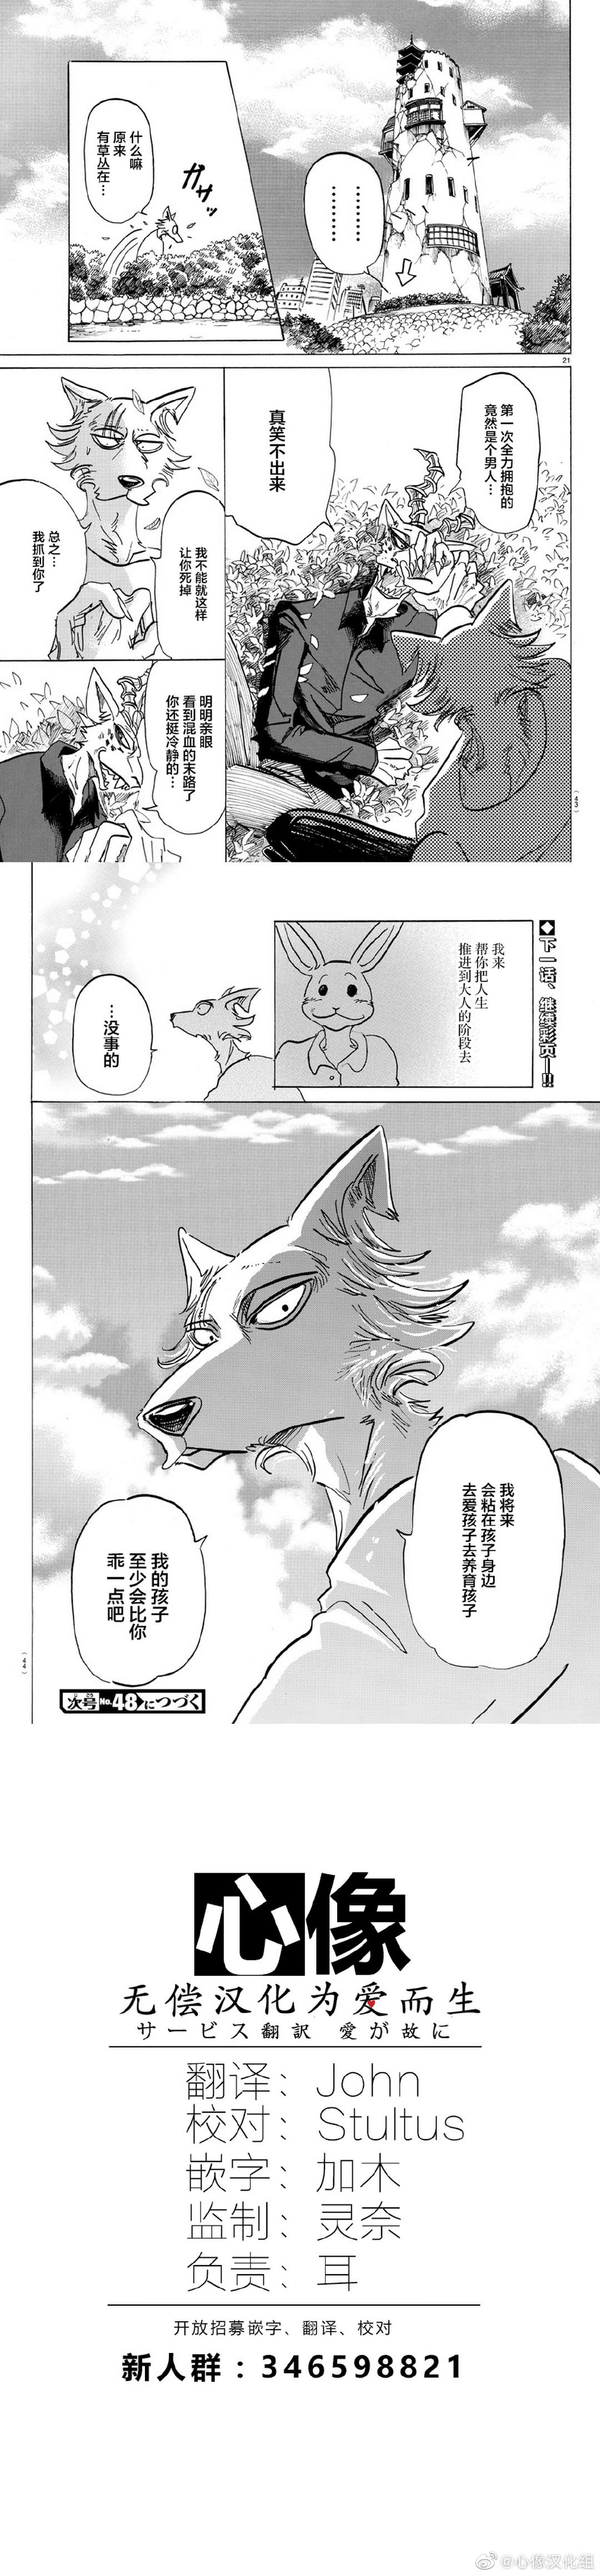 …………
…………
什么嘛
原来
有草丛在…
ガサッ
21
第一次全力拥抱的
竟然是个男人…
真笑不出来
我不能就这样
让你死掉
总之…
我抓到你了
明明亲眼
看到混血的末路了
你还挺冷静的…
(43)
◆下一话、维续彩页—!!
我来
帮你把人生
推进到大人的阶段去
…没事的
我将来
会粘在孩子身边
去爱孩子去养育孩子
我的孩子
至少会比你
乖一点吧
(44)
次号No.48につづく
心像
无偿汉化为爱而生
サービス翻訳 愛が故に
翻译：John
校对：Stultus
嵌字：加木
监制：灵奈
负责：耳
开放招募嵌字、翻译、校对
新人群：346598821
@心像汉化组